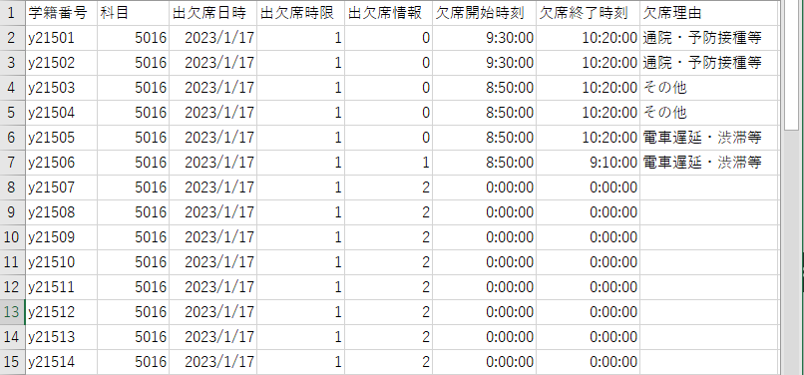 1 学籍番号 科目 出欠席日時 出欠席時限 出欠席情報 欠席開始時刻 欠席終了時刻 欠席理由
2 y21501 5016 2023/1/17 1 0 9:30:00 10:20:00 通院・予防接種等
3 y21502 5016 2023/1/17 1 0 9:30:00 10:20:00 通院・予防接種等
4 y21503 5016 2023/1/17 1 0 8:50:00 10:20:00 その他
5 y21504 5016 2023/1/17 1 0 8:50:00 10:20:00 その他
6 y21505 5016 2023/1/17 1 0 8:50:00 10:20:00 電車遅延・渋滞等
7 y21506 5016 2023/1/17 1 1 8:50:00 9:10:00 電車遅延・渋滞等
8 y21507 5016 2023/1/17 1 2 0:00:00 0:00:00
9 y21508 5016 2023/1/17 1 2 0:00:00 0:00:00
10 y21509 5016 2023/1/17 1 2 0:00:00 0:00:00
11 y21510 5016 2023/1/17 1 2 0:00:00 0:00:00
12 y21511 5016 2023/1/17 1 2 0:00:00 0:00:00
13 y21512 5016 2023/1/17 1 2 0:00:00 0:00:00
14 y21513 5016 2023/1/17 1 2 0:00:00 0:00:00
15 y21514 5016 2023/1/17 1 2 0:00:00 0:00:00